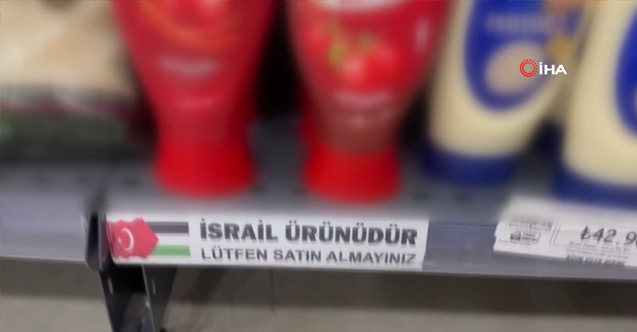 İHA
İSRAİL ÜRÜNÜDÜR
LÜTFEN SATIN ALMAYINIZ
₺42.9